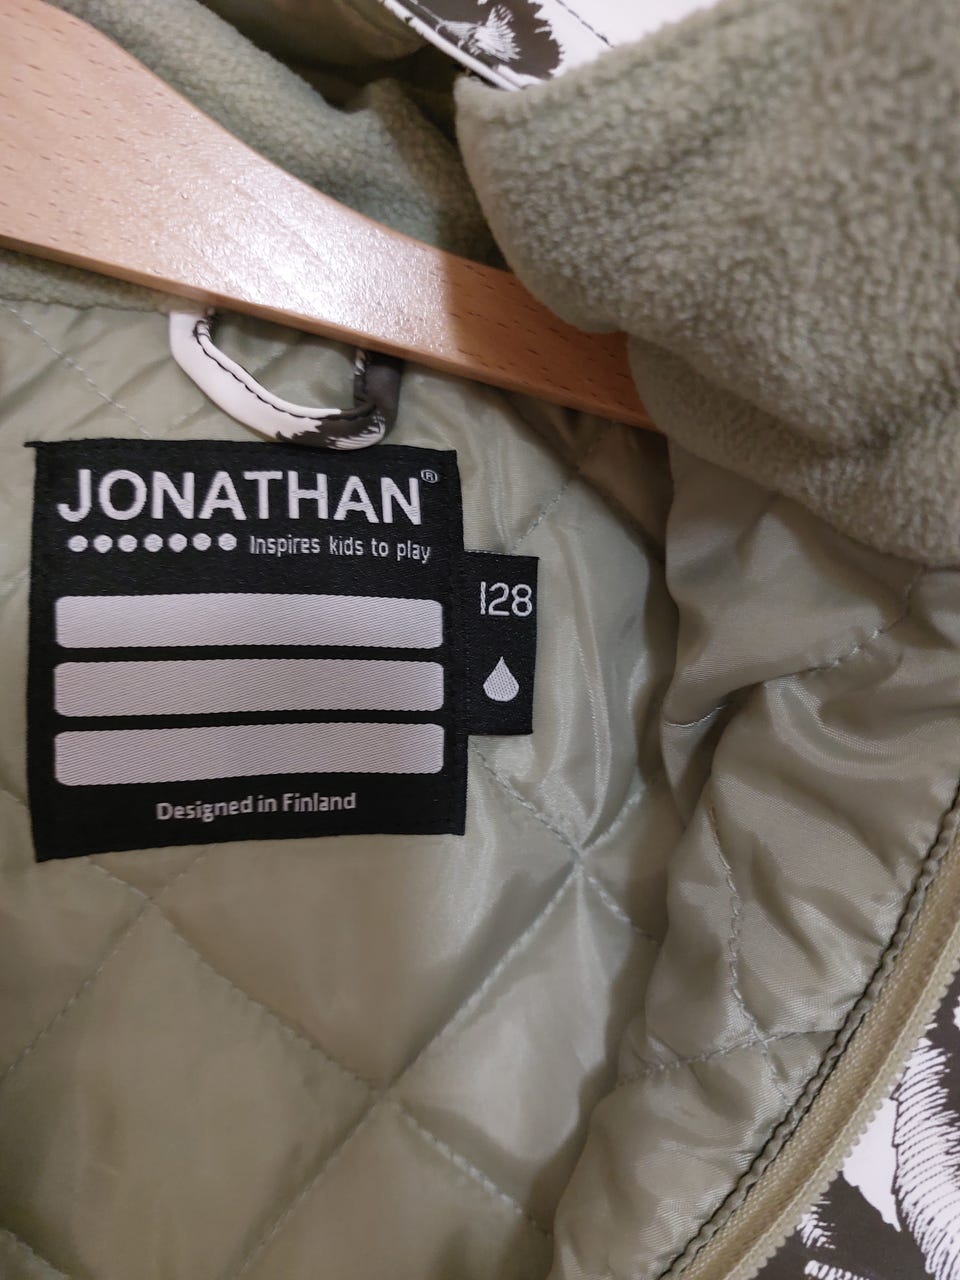 JONATHAN®
Inspires kids to play
128
Designed in Finland